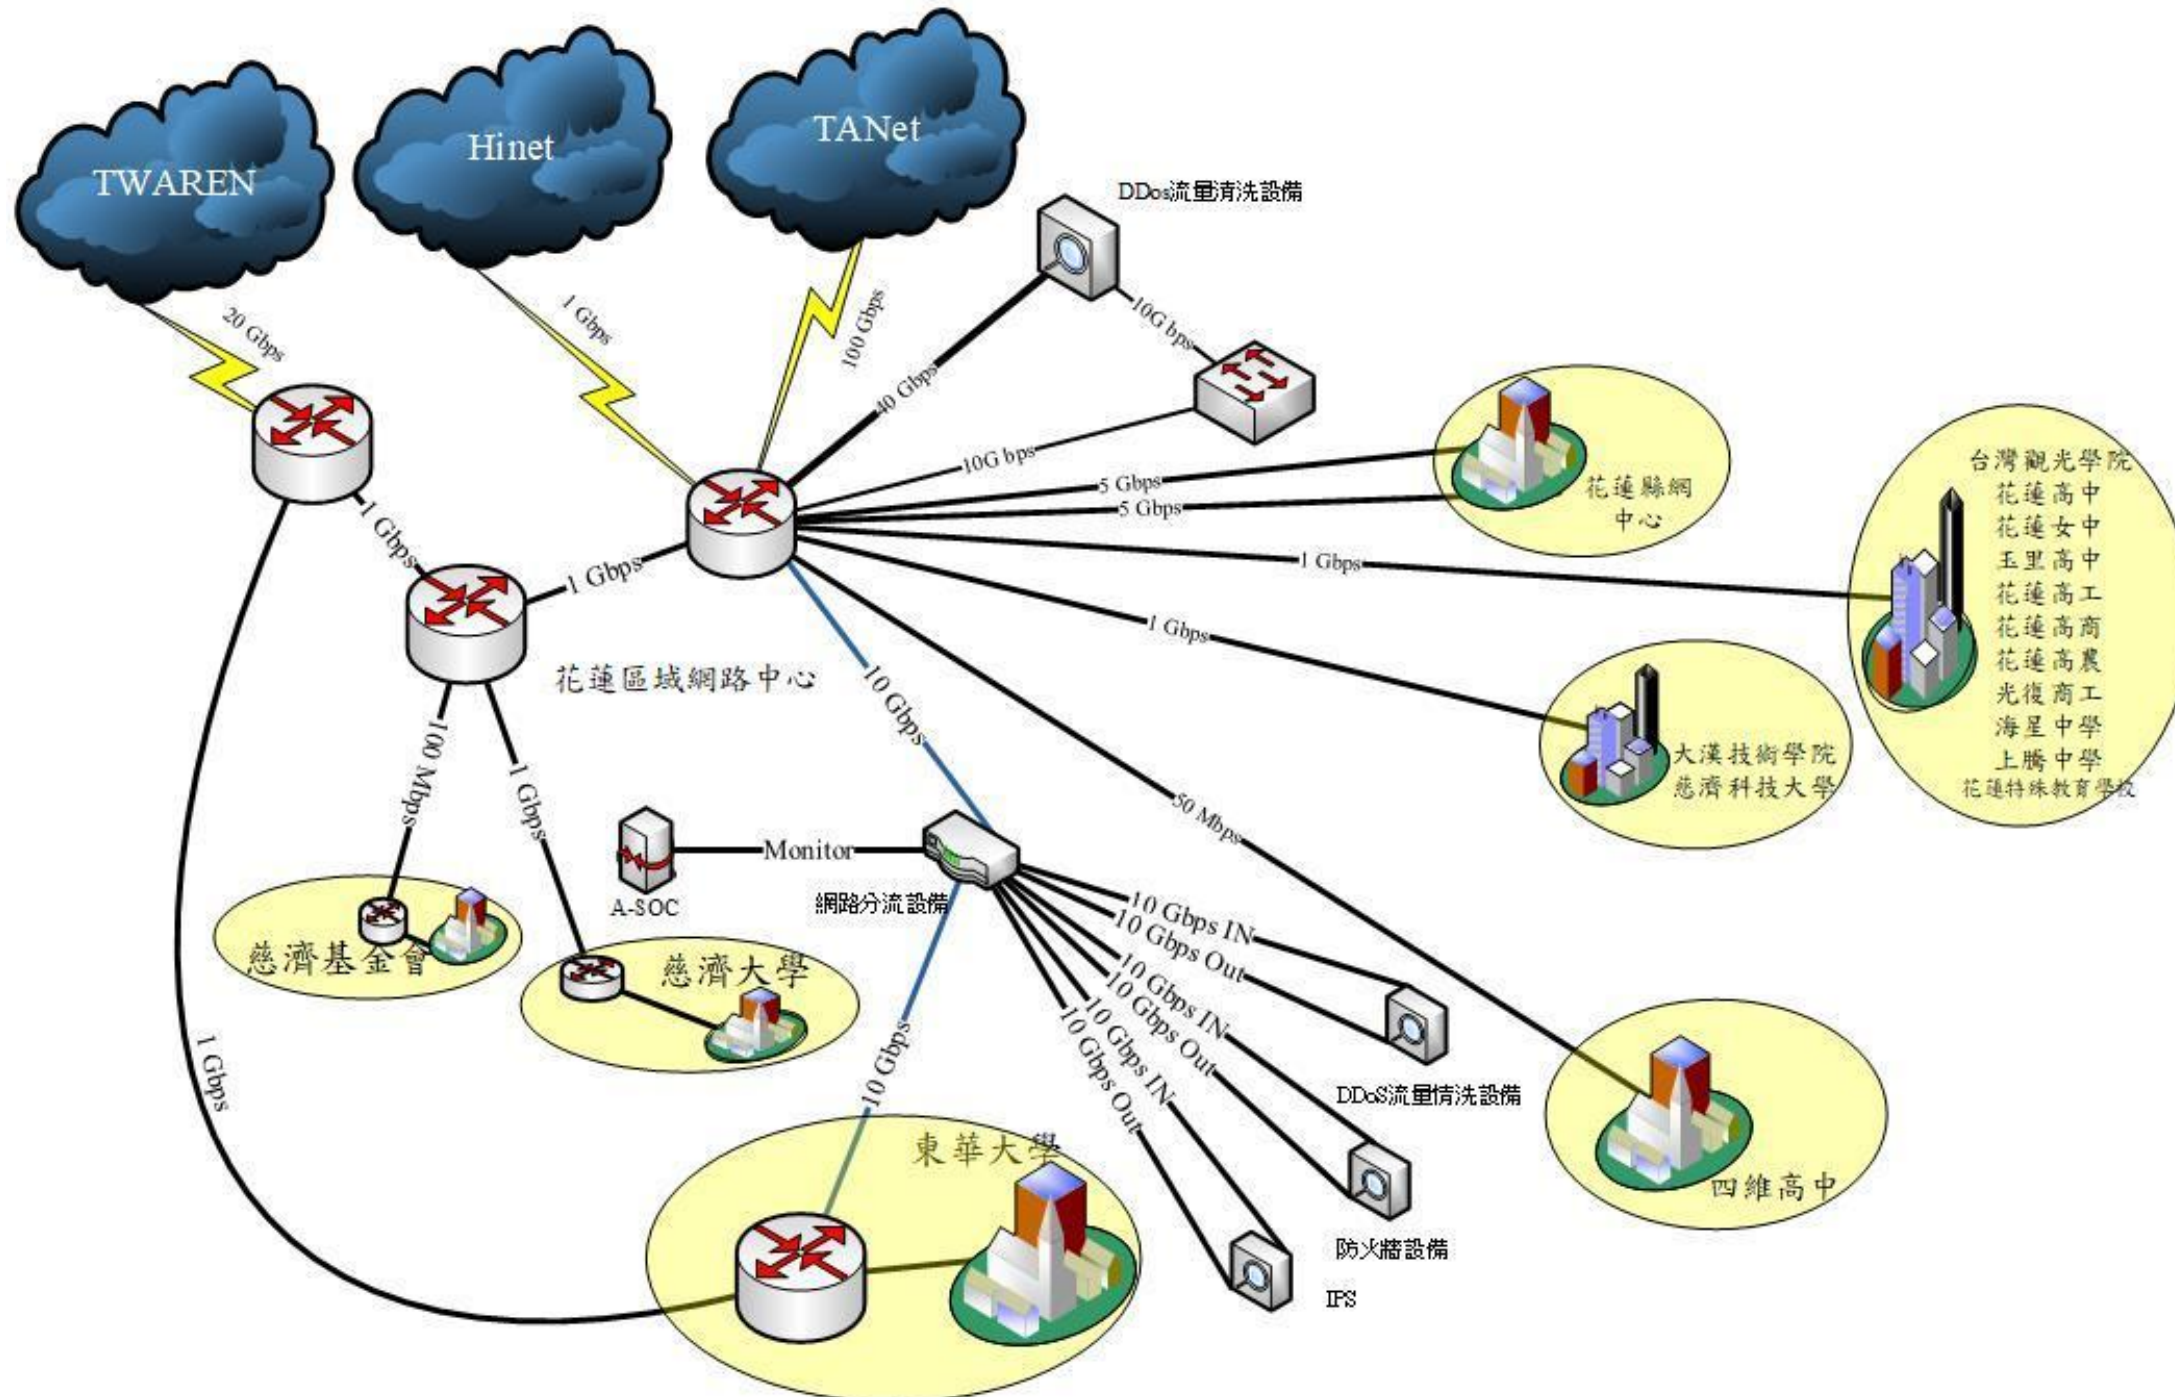 TWAREN
Hinet
TANet
DDos流量清洗設備
20 Gbps
1 Gbps
100 Gbps
10G bps
40 Gbps
10G bps
5 Gbps
5 Gbps
花蓮縣網
中心
台灣觀光學院
花蓮高中
花蓮女中
玉里高中
花蓮高工
花蓮高商
花蓮高農
光復商工
海星中學
上騰中學
花蓮特殊教育學校
1 Gbps
1 Gbps
1 Gbps
1 Gbps
花蓮區域網路中心
10 Gbps
大漢技術學院
慈濟科技大學
100 Mbps
1 Gbps
50 Mbps
Monitor
A-SOC
網路分流設備
慈濟基金會
慈濟大學
10 Gbps IN
10 Gbps Out
10 Gbps IN
10 Gbps Out
10 Gbps IN
10 Gbps Out
1 Gbps
10 Gbps
DDoS流量情洗設備
東華大學
四維高中
防火牆設備
IPS